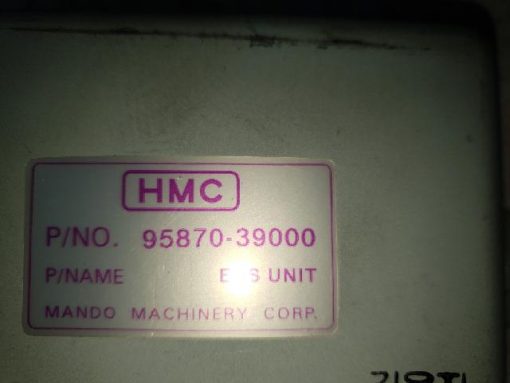 HMC
P/NO. 95870-39000
P/NAME UNIT
MANDO MACHINERY CORP.